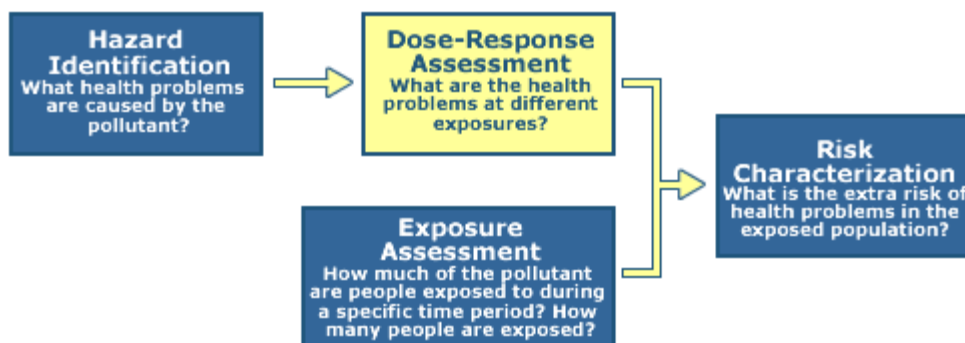 Hazard
Identification
What health problems
are caused by the
pollutant?
Dose-Response
Assessment
What are the health
problems at different
exposures?
Exposure
Assessment
How much of the pollutant
are people exposed to during
a specific time period? How
many people are exposed?
Risk
Characterization
What is the extra risk of
health problems in the
exposed population?